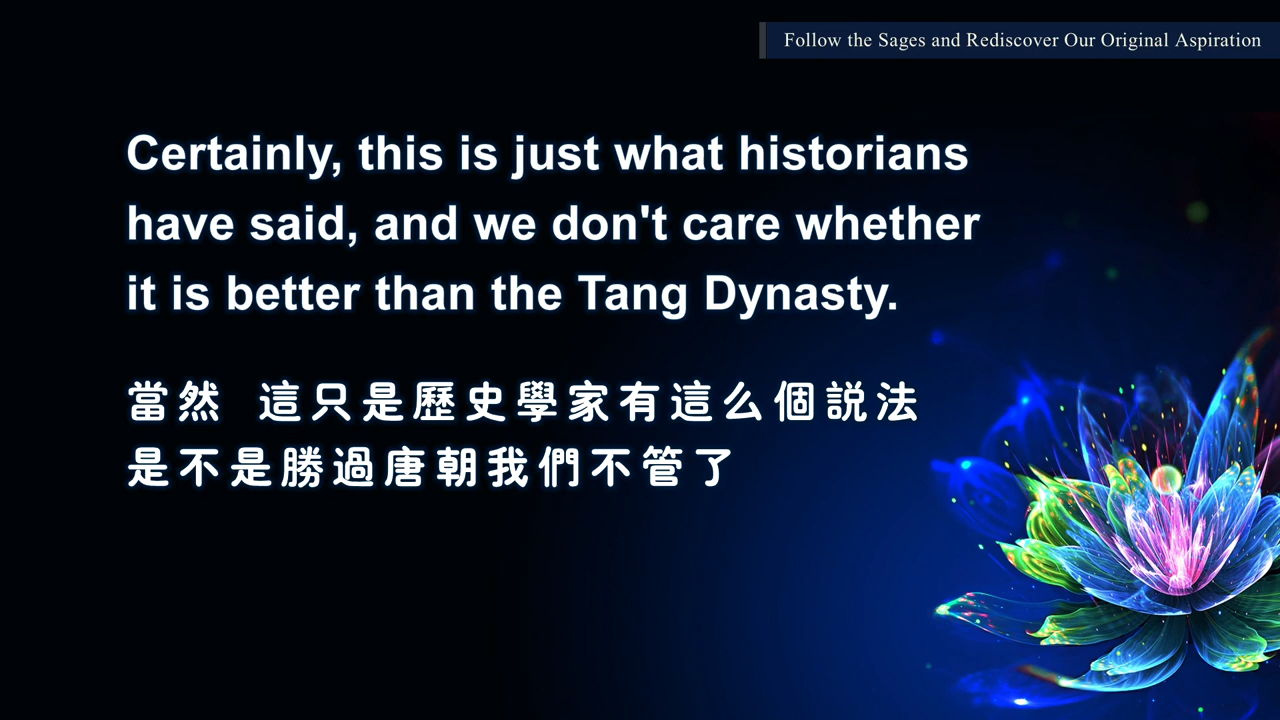 Follow the Sages and Rediscover Our Original Aspiration
Certainly, this is just what historians
have said, and we don't care whether
it is better than the Tang Dynasty.
當然 這只是歷史學家有這么個説法
是不是勝過唐朝我們不管了